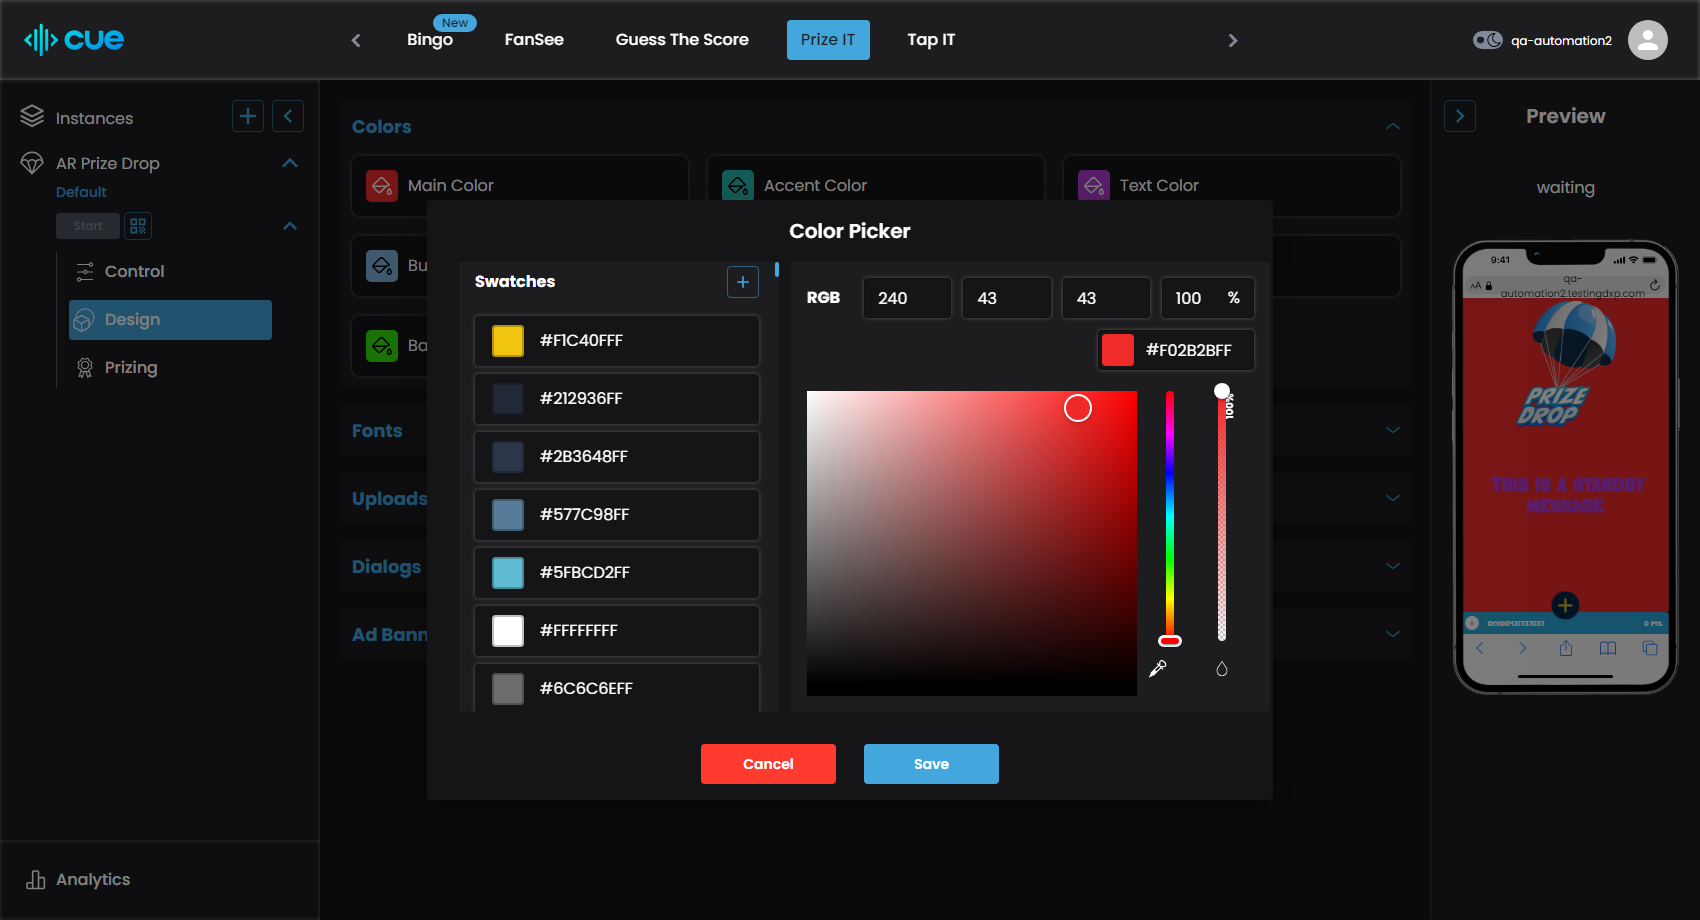 cue
New
Bingo
FanSee
Guess The Score
Prize IT
Tap IT
qa-automation2
Instances
AR Prize Drop
Default
Start
Control
Design
Prizing
Analytics
Colors
Main Color
Accent Color
Text Color
Bu
Ba
Fonts
Uploads
Dialogs
Ad Bann
Color Picker
Swatches
#F1C40FFF
#212936FF
#2B3648FF
#577C98FF
#5FBCD2FF
#FFFFFFFF
#6C6C6EFF
RGB
240
43
43
100 %
#F02B2BFF
100%
Cancel
Save
Preview
waiting
9:41
AA
qa-
automation2.testingdxp.com
PRIZE
DROP
THIS IS A STANDBY
MESSAGE
0 PTS.